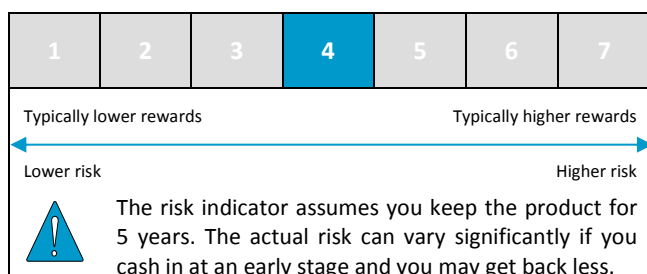 1 2 3 4 5 6 7
Typically lower rewards Typically higher rewards
Lower risk Higher risk
The risk indicator assumes you keep the product for
5 years. The actual risk can vary significantly if you
cash in at an early stage and you may get back less.